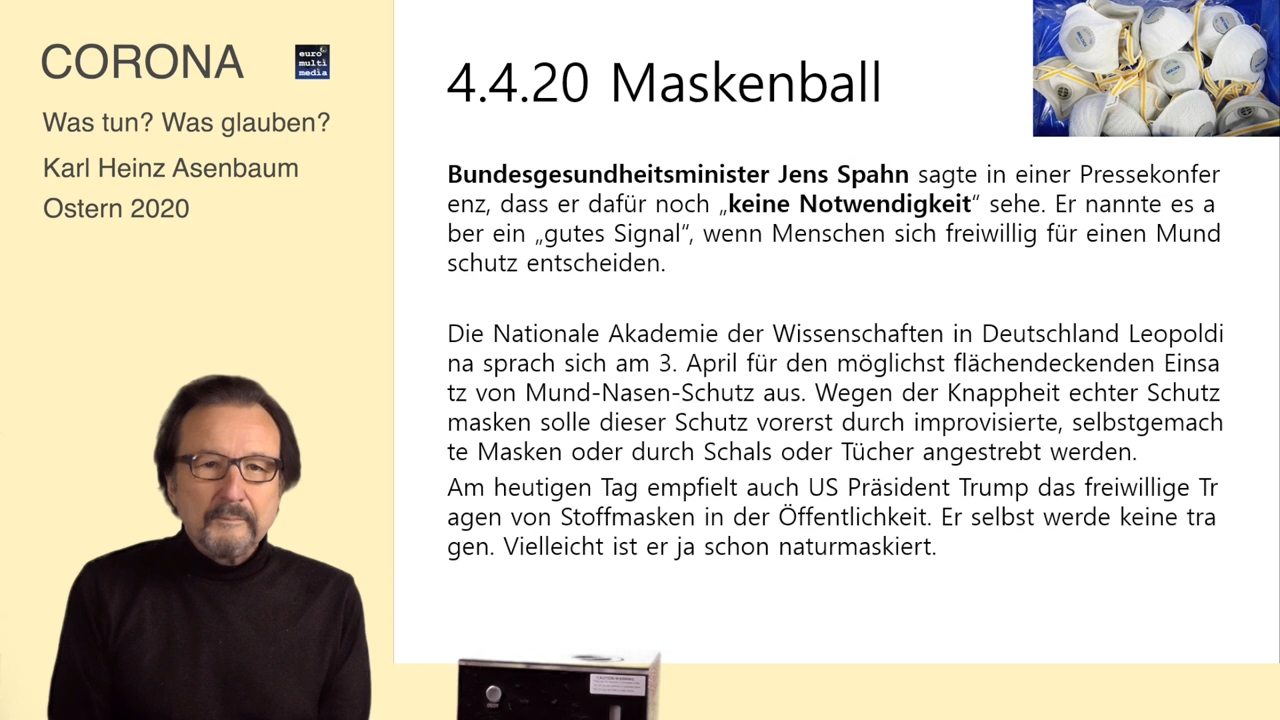 CORONA
euro
multi
media
Was tun? Was glauben?
Karl Heinz Asenbaum
Ostern 2020
4.4.20 Maskenball
Bundesgesundheitsminister Jens Spahn sagte in einer Pressekonfer
enz, dass er dafür noch „keine Notwendigkeit“ sehe. Er nannte es a
ber ein „gutes Signal“, wenn Menschen sich freiwillig für einen Mund
schutz entscheiden.
Die Nationale Akademie der Wissenschaften in Deutschland Leopoldi
na sprach sich am 3. April für den möglichst flächendeckenden Einsa
tz von Mund-Nasen-Schutz aus. Wegen der Knappheit echter Schutz
masken solle dieser Schutz vorerst durch improvisierte, selbstgemach
te Masken oder durch Schals oder Tücher angestrebt werden.
Am heutigen Tag empfielt auch US Präsident Trump das freiwillige Tr
agen von Stoffmasken in der Öffentlichkeit. Er selbst werde keine tra
gen. Vielleicht ist er ja schon naturmaskiert.